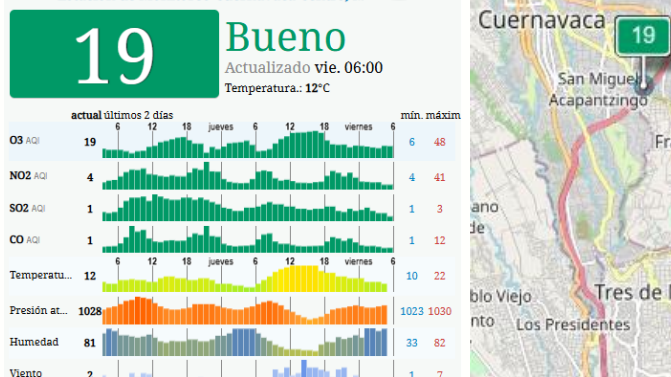 19
Bueno
Actualizado vie. 06:00
Temperatura.: 12°C
actual últimos 2 días mín. máxim
6 12 18 jueves 6 12 18 viernes 6
O3 AQI 19 6 48
NO2 AQI 4 4 41
SO2 AQI 1 1 3
CO AQI 1 1 12
6 12 18 jueves 6 12 18 viernes 6
Temperatu... 12 10 22
Presión at... 1028 1023 1030
Humedad 81 33 82
Viento 2 1 7
Cuernavaca
19
San Miguel
Acapantzingo
Fr
ano
de
blo Viejo
Tres de
nto
Los Presidentes